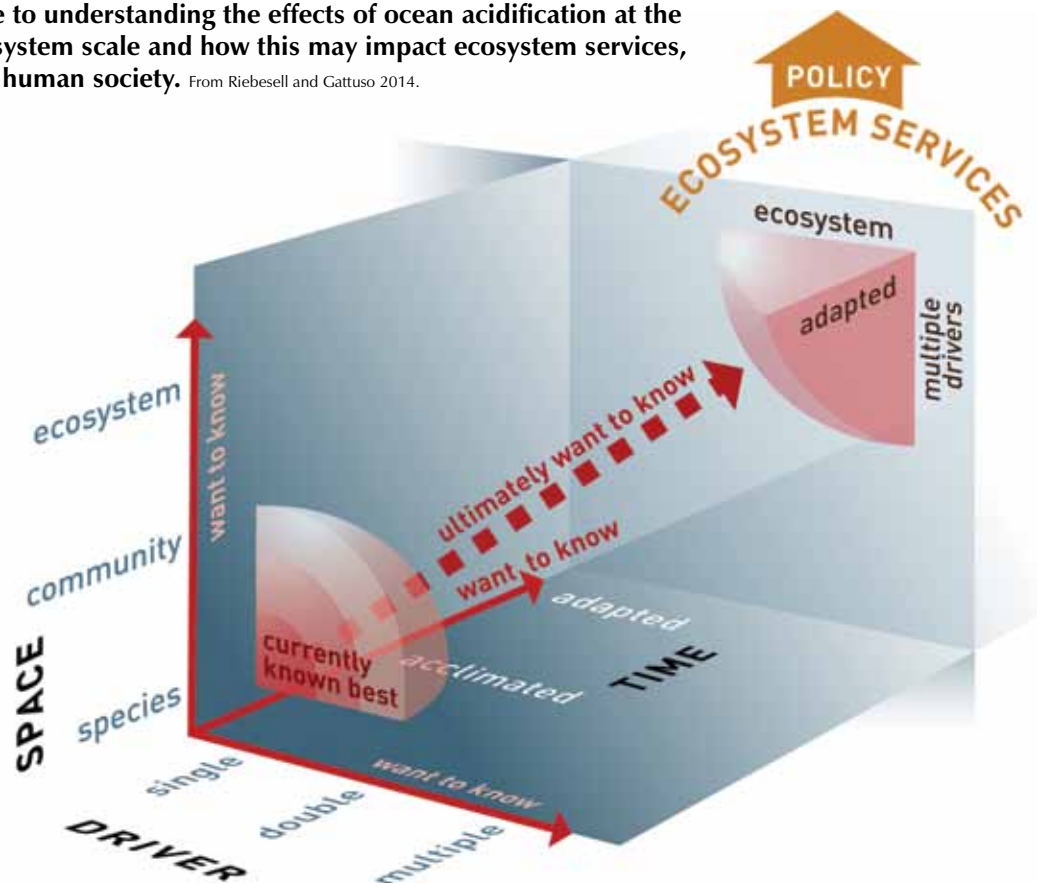 e to understanding the effects of ocean acidification at the
system scale and how this may impact ecosystem services,
human society. From Riebesell and Gattuso 2014.
POLICY
ECOSYSTEM SERVICES
ecosystem
adapted
multiple
drivers
ecosystem
want to know
ultimately want to know
want to know
community
adapted
currently
known best
acclimated
TIME
SPACE
species
single
want to know
double
DRIVER
multiple